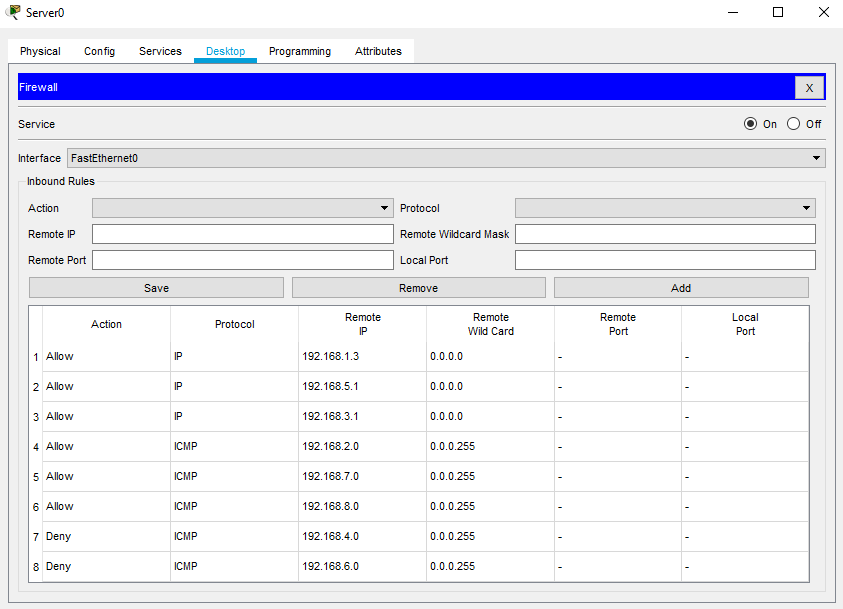 Server0
Physical Config Services Desktop Programming Attributes
Firewall X
Service On Off
Interface FastEthernet0
Inbound Rules
Action Protocol
Remote IP Remote Wildcard Mask
Remote Port Local Port
Save Remove Add
Action Protocol Remote IP Remote Wild Card Remote Port Local Port
1 Allow IP 192.168.1.3 0.0.0.0 - -
2 Allow IP 192.168.5.1 0.0.0.0 - -
3 Allow IP 192.168.3.1 0.0.0.0 - -
4 Allow ICMP 192.168.2.0 0.0.0.255 - -
5 Allow ICMP 192.168.7.0 0.0.0.255 - -
6 Allow ICMP 192.168.8.0 0.0.0.255 - -
7 Deny ICMP 192.168.4.0 0.0.0.255 - -
8 Deny ICMP 192.168.6.0 0.0.0.255 - -